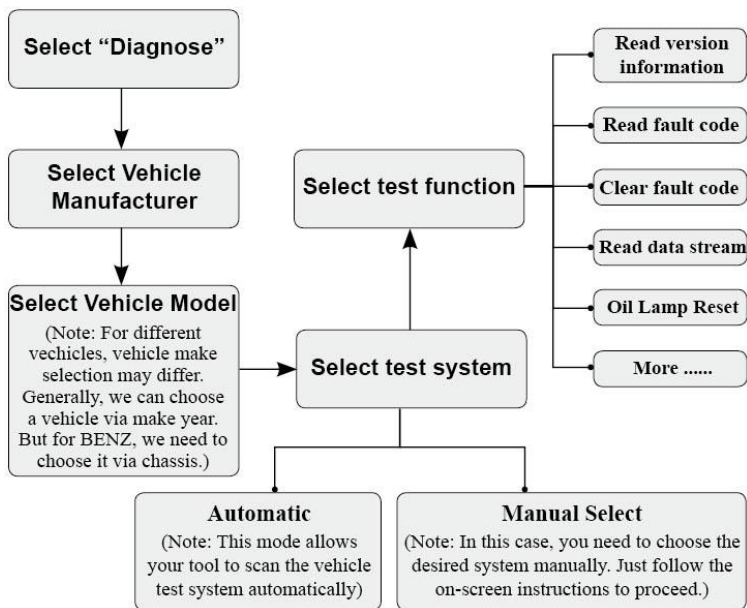 Select “Diagnose”
Select Vehicle
Manufacturer
Select Vehicle Model
(Note: For different
vechicles, vehicle make
selection may differ.
Generally, we can choose
a vehicle via make year.
But for BENZ, we need to
choose it via chassis.)
Select test system
Automatic
(Note: This mode allows
your tool to scan the vehicle
test system automatically)
Manual Select
(Note: In this case, you need to choose the
desired system manually. Just follow the
on-screen instructions to proceed.)
Select test function
Read version
information
Read fault code
Clear fault code
Read data stream
Oil Lamp Reset
More ......